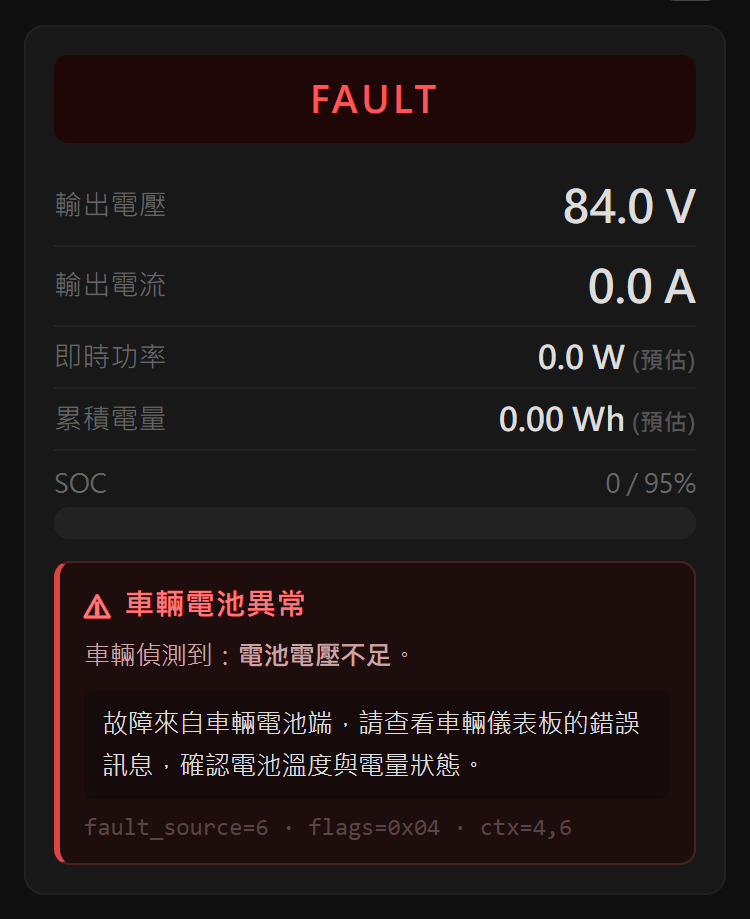 FAULT
輸出電壓 84.0 V
輸出電流 0.0 A
即時功率 0.0 W (預估)
累積電量 0.00 Wh (預估)
SOC 0 / 95%
⚠ 車輛電池異常
車輛偵測到：電池電壓不足。
故障來自車輛電池端，請查看車輛儀表板的錯誤
訊息，確認電池溫度與電量狀態。
fault_source=6 · flags=0x04 · ctx=4,6